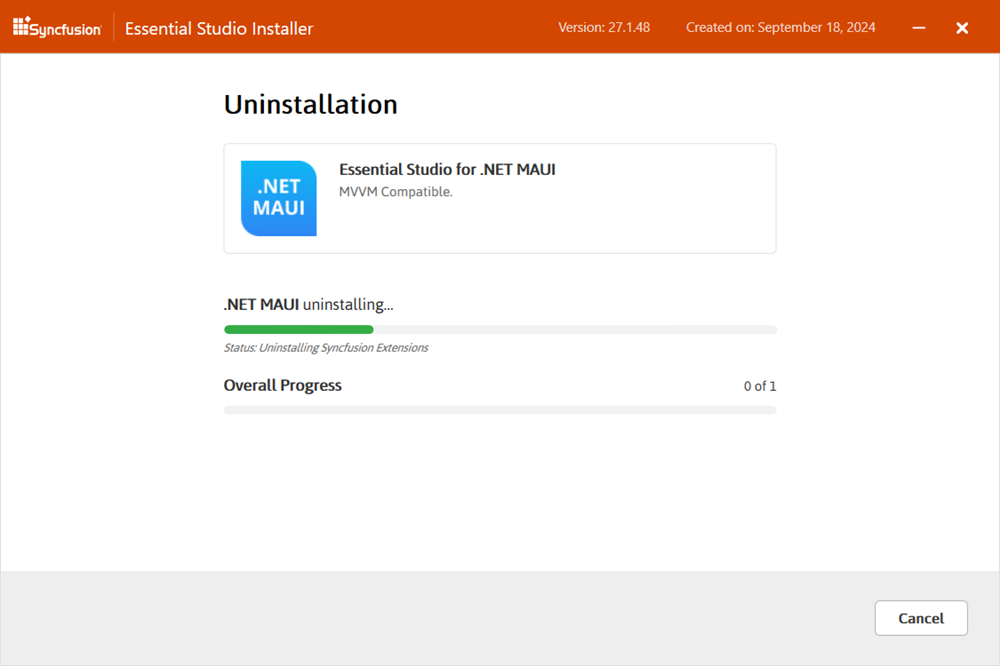 Syncfusion Essential Studio Installer Version: 27.1.48 Created on: September 18, 2024
Uninstallation
.NET
MAUI
Essential Studio for .NET MAUI
MVVM Compatible.
.NET MAUI uninstalling...
Status: Uninstalling Syncfusion Extensions
Overall Progress 0 of 1
Cancel